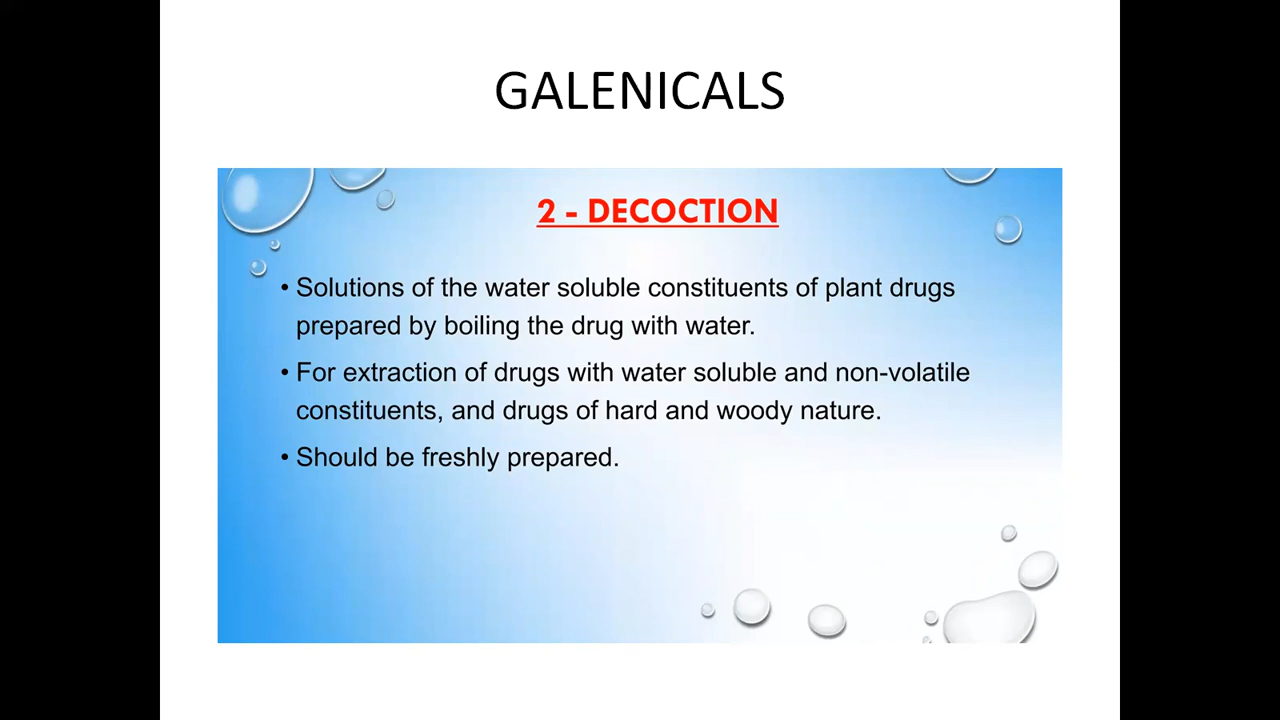 GALENICALS
2 - DECOCTION
• Solutions of the water soluble constituents of plant drugs
prepared by boiling the drug with water.
• For extraction of drugs with water soluble and non-volatile
constituents, and drugs of hard and woody nature.
• Should be freshly prepared.